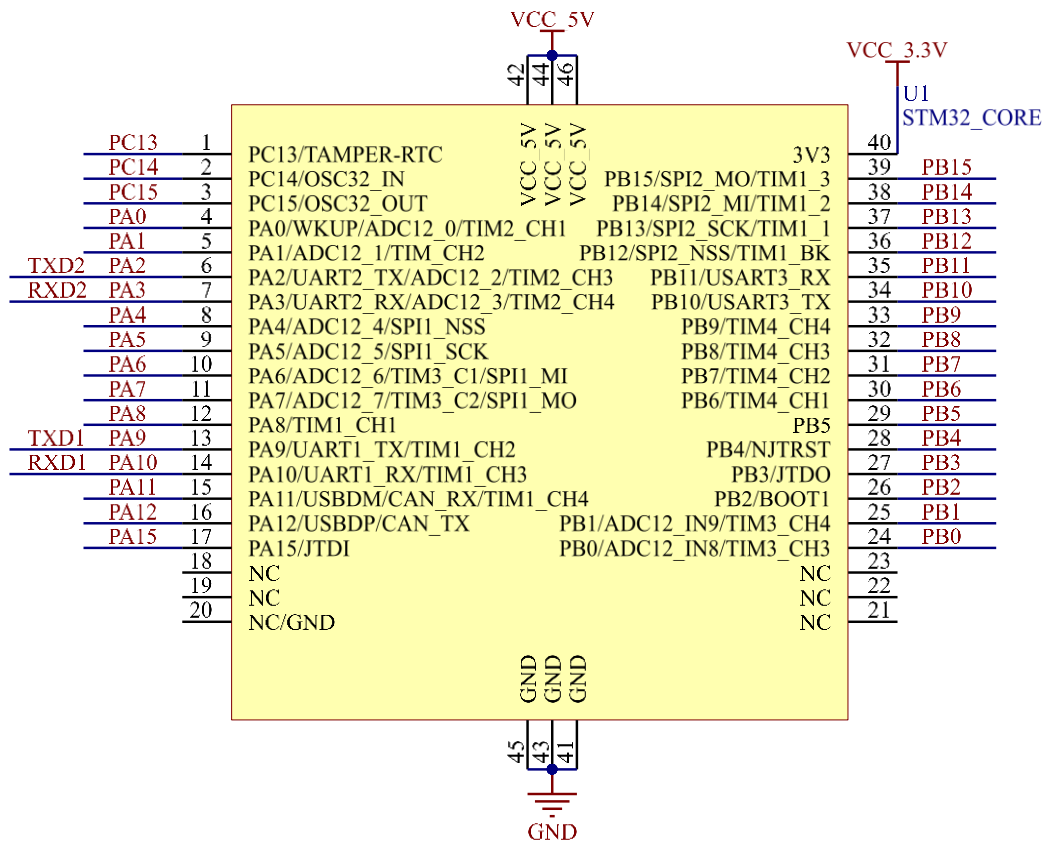 VCC_5V
VCC_3.3V
42 44 46
U1
STM32_CORE
VCC_5V VCC_5V VCC_5V
PC13 1 PC13/TAMPER-RTC 3V3 40
PC14 2 PC14/OSC32_IN PB15/SPI2_MO/TIM1_3 39 PB15
PC15 3 PC15/OSC32_OUT PB14/SPI2_MI/TIM1_2 38 PB14
PA0 4 PA0/WKUP/ADC12_0/TIM2_CH1 PB13/SPI2_SCK/TIM1_1 37 PB13
PA1 5 PA1/ADC12_1/TIM_CH2 PB12/SPI2_NSS/TIM1_BK 36 PB12
TXD2 PA2 6 PA2/UART2_TX/ADC12_2/TIM2_CH3 PB11/USART3_RX 35 PB11
RXD2 PA3 7 PA3/UART2_RX/ADC12_3/TIM2_CH4 PB10/USART3_TX 34 PB10
PA4 8 PA4/ADC12_4/SPI1_NSS PB9/TIM4_CH4 33 PB9
PA5 9 PA5/ADC12_5/SPI1_SCK PB8/TIM4_CH3 32 PB8
PA6 10 PA6/ADC12_6/TIM3_C1/SPI1_MI PB7/TIM4_CH2 31 PB7
PA7 11 PA7/ADC12_7/TIM3_C2/SPI1_MO PB6/TIM4_CH1 30 PB6
PA8 12 PA8/TIM1_CH1 PB5 29 PB5
TXD1 PA9 13 PA9/UART1_TX/TIM1_CH2 PB4/NJTRST 28 PB4
RXD1 PA10 14 PA10/UART1_RX/TIM1_CH3 PB3/JTDO 27 PB3
PA11 15 PA11/USBDM/CAN_RX/TIM1_CH4 PB2/BOOT1 26 PB2
PA12 16 PA12/USBDP/CAN_TX PB1/ADC12_IN9/TIM3_CH4 25 PB1
PA15 17 PA15/JTDI PB0/ADC12_IN8/TIM3_CH3 24 PB0
18 NC NC 23
19 NC NC 22
20 NC/GND NC 21
GND GND GND
45 43 41
GND